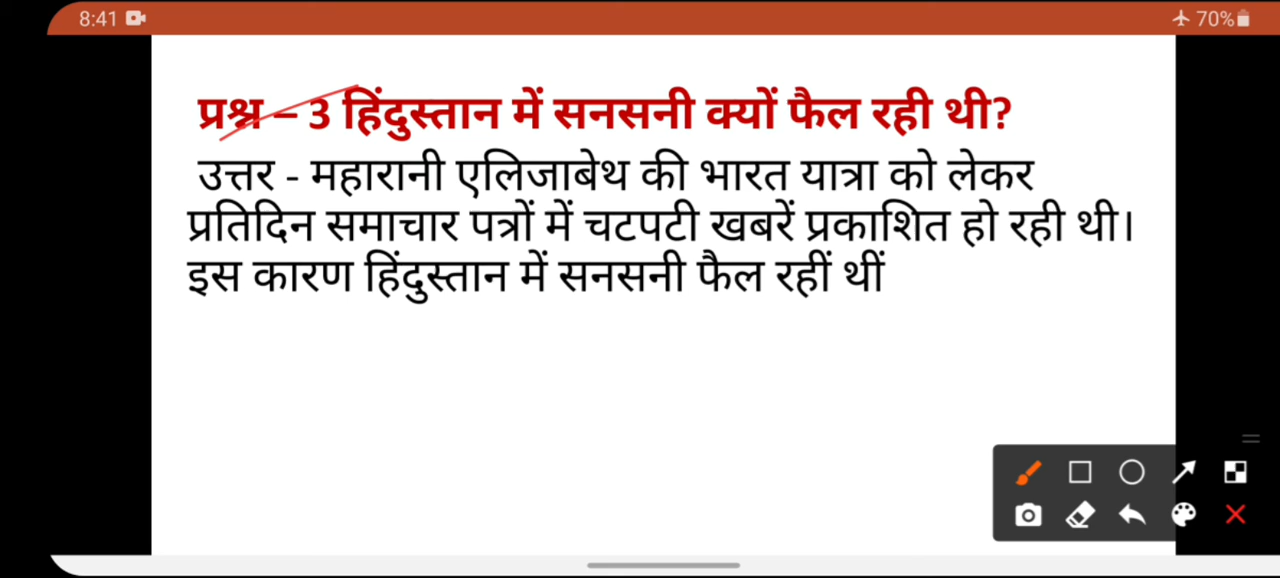 8:41
70%
प्रश्न – 3 हिंदुस्तान में सनसनी क्यों फैल रही थी?
उत्तर - महारानी एलिजाबेथ की भारत यात्रा को लेकर
प्रतिदिन समाचार पत्रों में चटपटी खबरें प्रकाशित हो रही थी।
इस कारण हिंदुस्तान में सनसनी फैल रहीं थीं